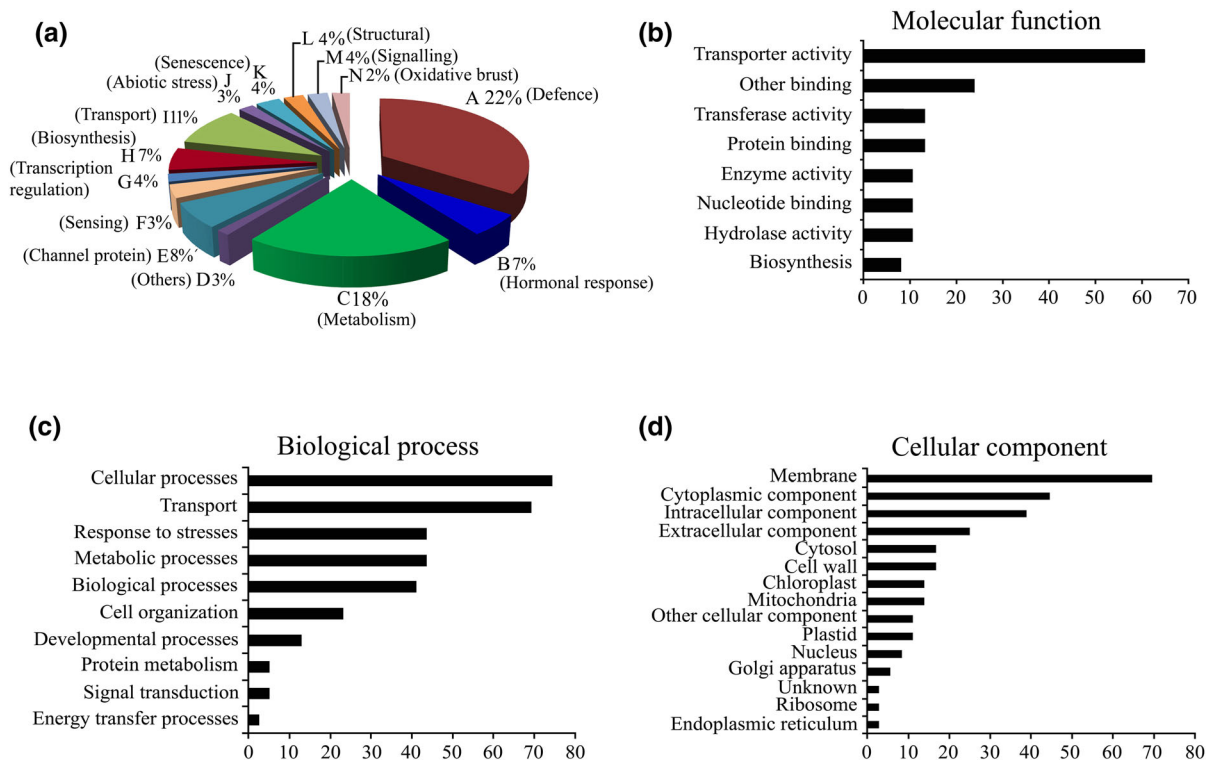 (a)
L 4% (Structural)
M 4% (Signalling)
N 2% (Oxidative brust)
(Senescence)
K
4%
(Abiotic stress) J
3%
A 22% (Defence)
(Transport) I11%
(Biosynthesis)
H 7%
(Transcription
regulation)
G 4%
(Sensing) F3%
(Channel protein) E8%
(Others) D3%
C18%
(Metabolism)
B7%
(Hormonal response)
(b)
Molecular function
Transporter activity
Other binding
Transferase activity
Protein binding
Enzyme activity
Nucleotide binding
Hydrolase activity
Biosynthesis
0 10 20 30 40 50 60 70
(c)
Biological process
Cellular processes
Transport
Response to stresses
Metabolic processes
Biological processes
Cell organization
Developmental processes
Protein metabolism
Signal transduction
Energy transfer processes
0 10 20 30 40 50 60 70 80
(d)
Cellular component
Membrane
Cytoplasmic component
Intracellular component
Extracellular component
Cytosol
Cell wall
Chloroplast
Mitochondria
Other cellular component
Plastid
Nucleus
Golgi apparatus
Unknown
Ribosome
Endoplasmic reticulum
0 10 20 30 40 50 60 70 80